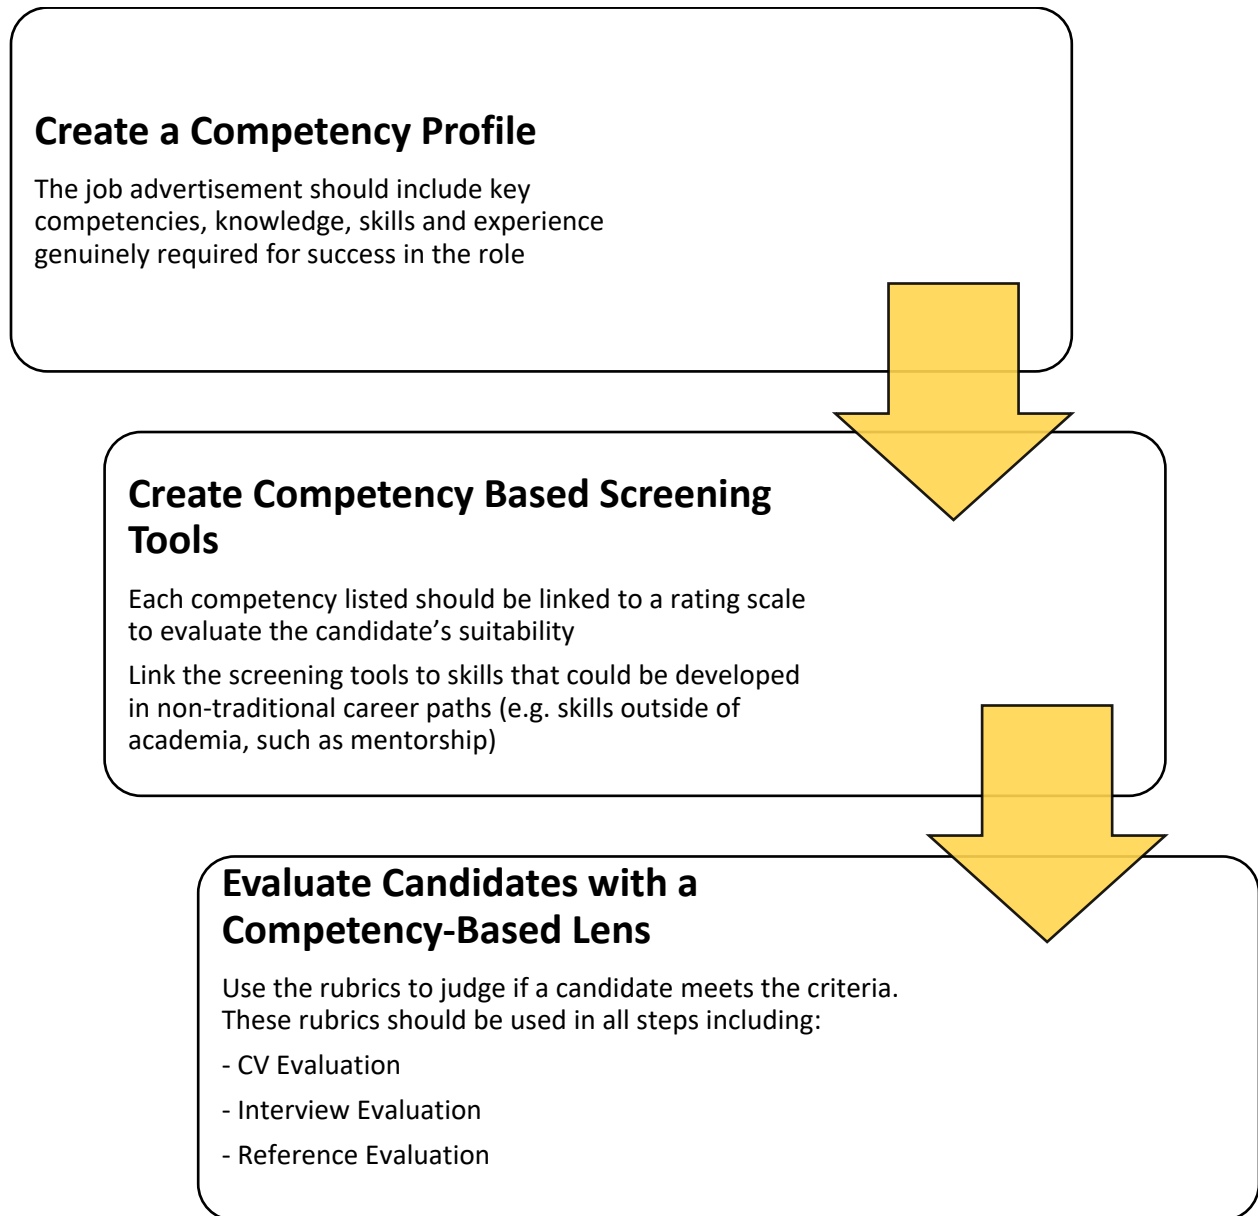 Create a Competency Profile
The job advertisement should include key
competencies, knowledge, skills and experience
genuinely required for success in the role
Create Competency Based Screening
Tools
Each competency listed should be linked to a rating scale
to evaluate the candidate’s suitability
Link the screening tools to skills that could be developed
in non-traditional career paths (e.g. skills outside of
academia, such as mentorship)
Evaluate Candidates with a
Competency-Based Lens
Use the rubrics to judge if a candidate meets the criteria.
These rubrics should be used in all steps including:
- CV Evaluation
- Interview Evaluation
- Reference Evaluation